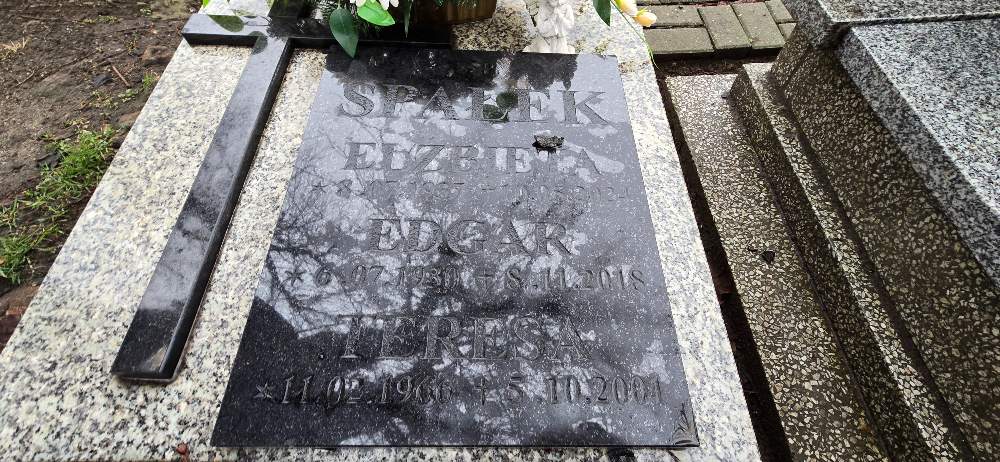 SPAŁEK
ELŻBIETA
EDGAR
* 6.07.1930 + 8.11.2018
TERESA
* 11.02.1966 + 5.10.2004